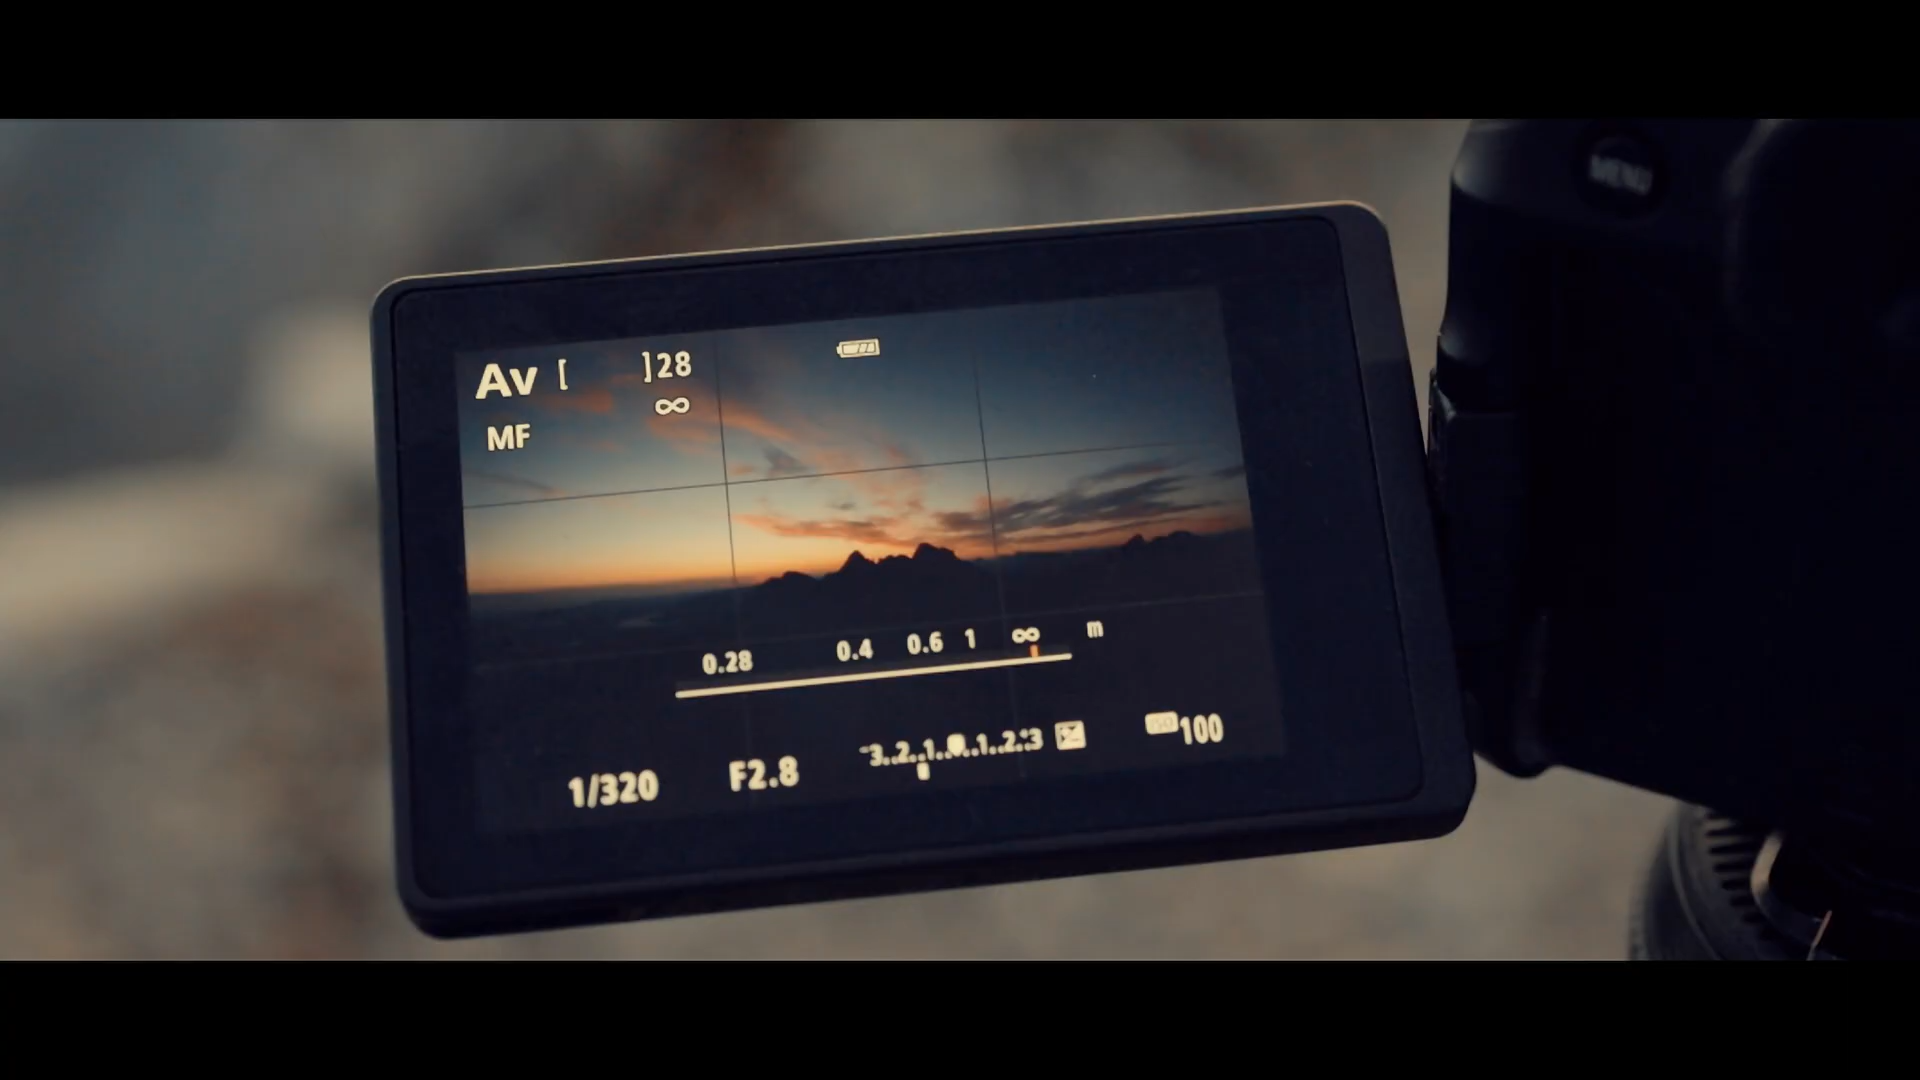 MENU
Av [ ]28
∞
MF
0.28 0.4 0.6 1 ∞ m
1/320 F2.8 -3..2..1..●..1..2..+3 ISO 100